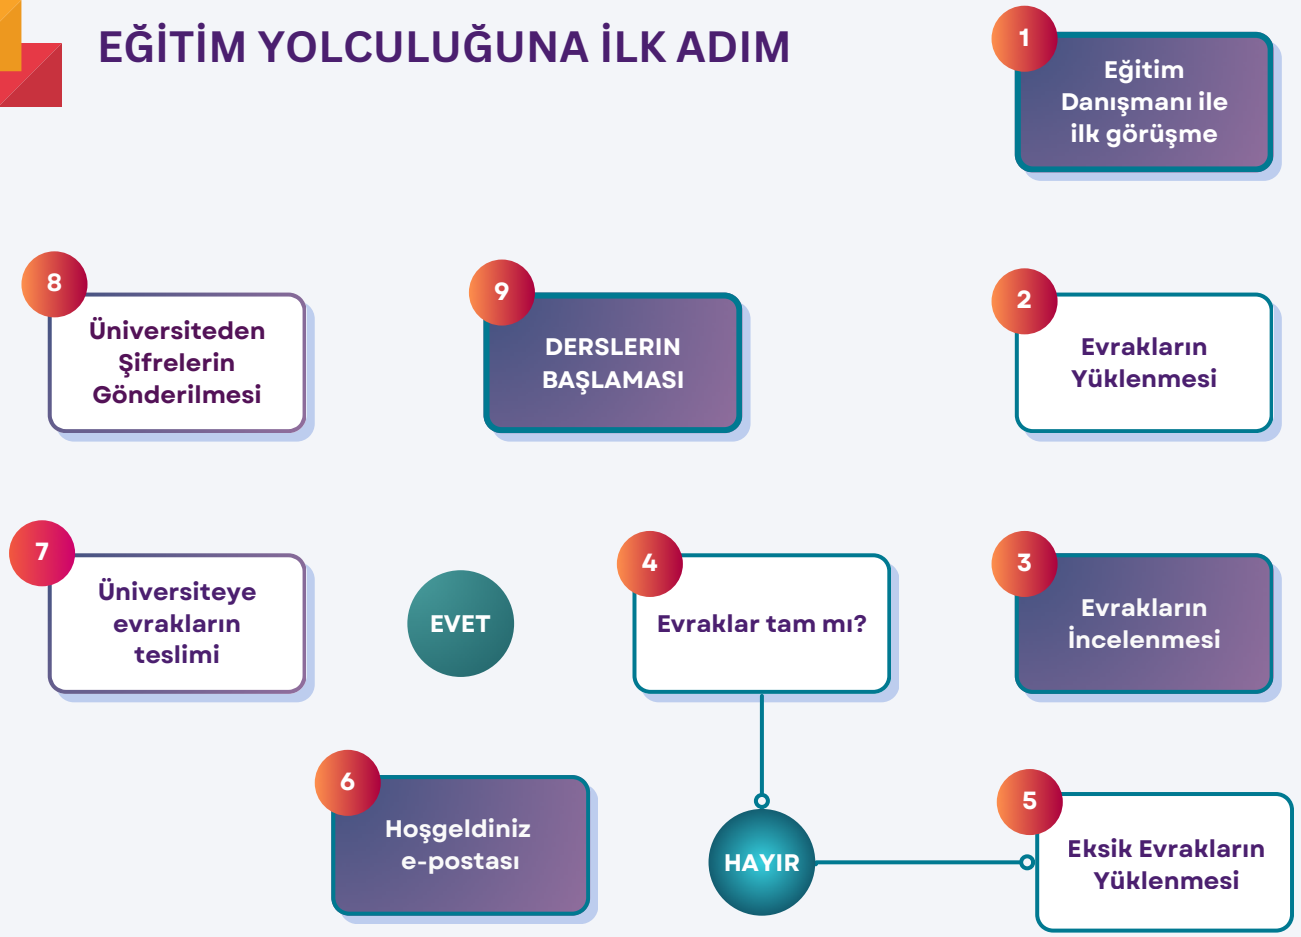 EĞİTİM YOLCULUĞUNA İLK ADIM
1
Eğitim
Danışmanı ile
ilk görüşme
2
Evrakların
Yüklenmesi
3
Evrakların
İncelenmesi
4
Evraklar tam mı?
HAYIR
5
Eksik Evrakların
Yüklenmesi
EVET
6
Hoşgeldiniz
e-postası
7
Üniversiteye
evrakların
teslimi
8
Üniversiteden
Şifrelerin
Gönderilmesi
9
DERSLERIN
BAŞLAMASI